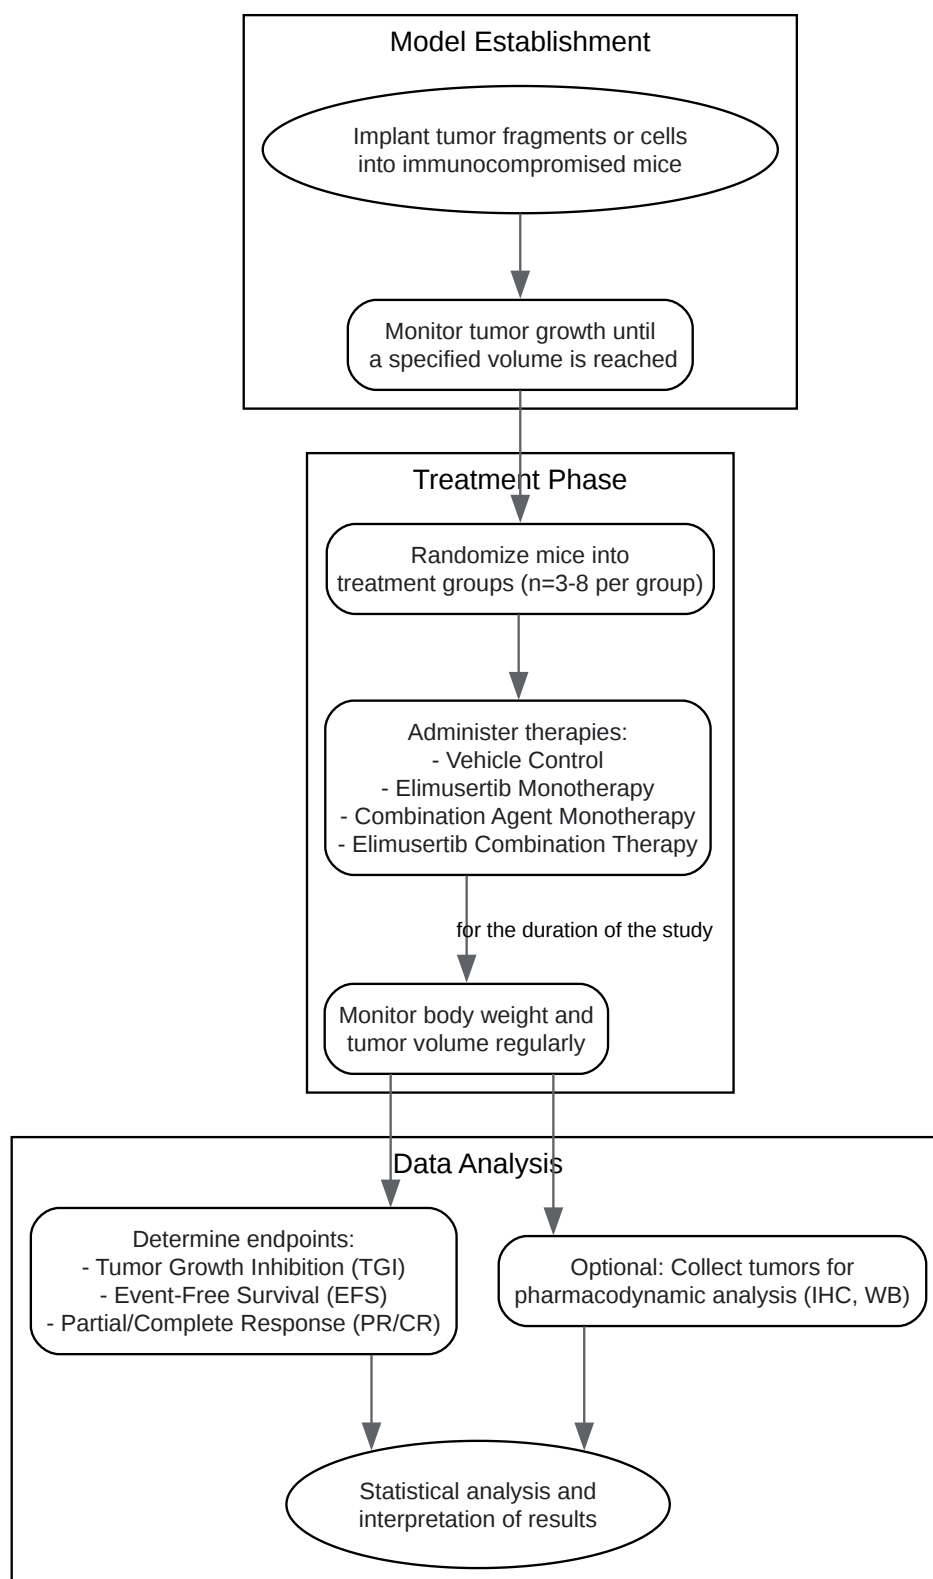 Model Establishment
Implant tumor fragments or cells
into immunocompromised mice
Monitor tumor growth until
a specified volume is reached
Treatment Phase
Randomize mice into
treatment groups (n=3-8 per group)
Administer therapies:
- Vehicle Control
- Elimusertib Monotherapy
- Combination Agent Monotherapy
- Elimusertib Combination Therapy
for the duration of the study
Monitor body weight and
tumor volume regularly
Data Analysis
Determine endpoints:
- Tumor Growth Inhibition (TGI)
- Event-Free Survival (EFS)
- Partial/Complete Response (PR/CR)
Optional: Collect tumors for
pharmacodynamic analysis (IHC, WB)
Statistical analysis and
interpretation of results